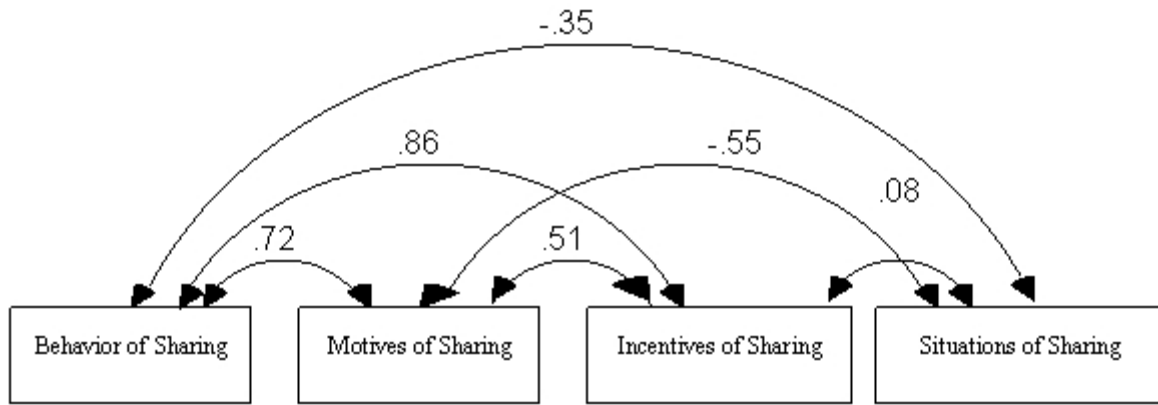 -.35
.86
-.55
.08
.72
.51
Behavior of Sharing
Motives of Sharing
Incentives of Sharing
Situations of Sharing